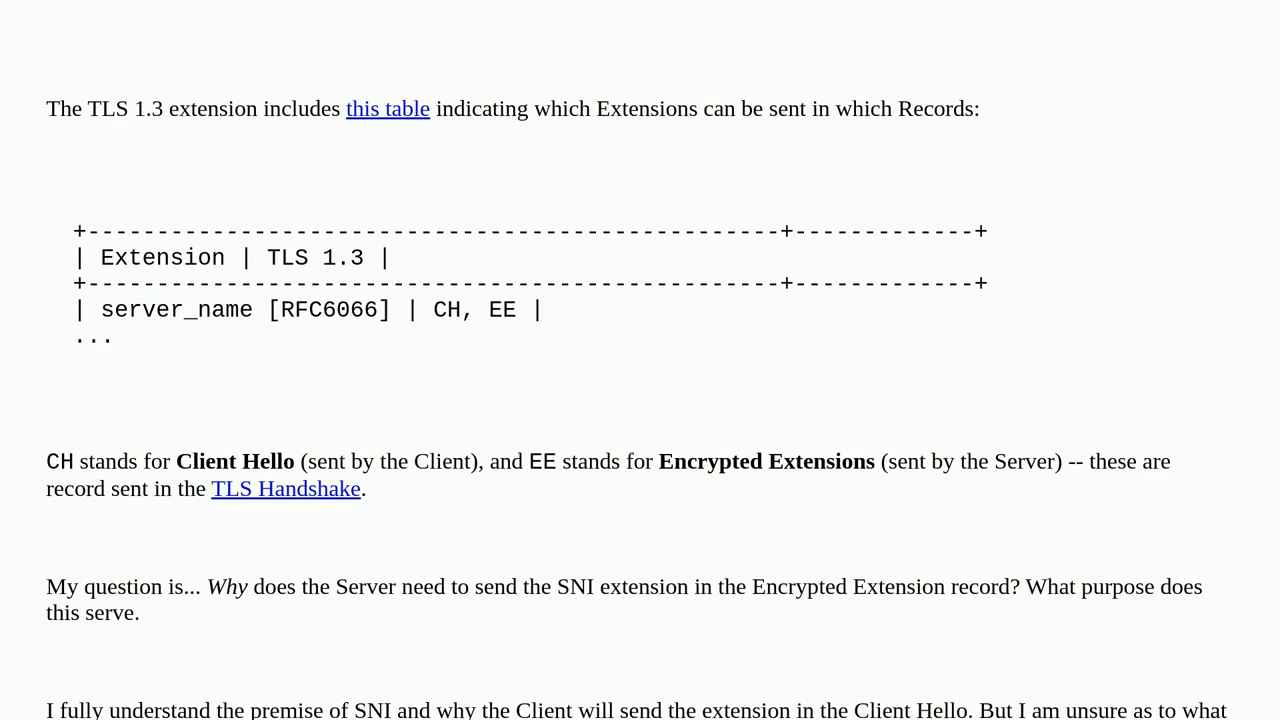 The TLS 1.3 extension includes this table indicating which Extensions can be sent in which Records:
+--------------------------------------------------+-------------+
| Extension | TLS 1.3 |
+--------------------------------------------------+-------------+
| server_name [RFC6066] | CH, EE |
...
CH stands for Client Hello (sent by the Client), and EE stands for Encrypted Extensions (sent by the Server) -- these are
record sent in the TLS Handshake.
My question is... Why does the Server need to send the SNI extension in the Encrypted Extension record? What purpose does
this serve.
I fully understand the premise of SNI and why the Client will send the extension in the Client Hello. But I am unsure as to what